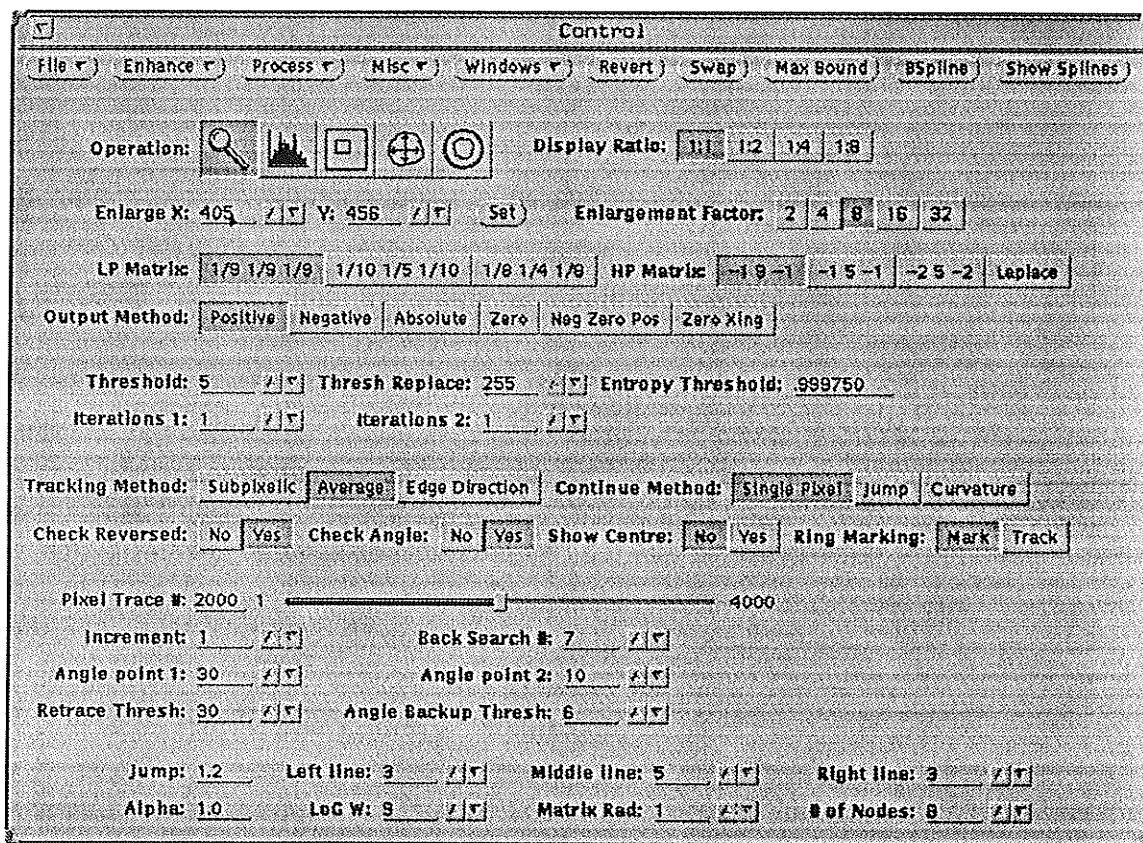 Control
File Enhance Process Misc Windows Revert Swap Max Bound BSpline Show Splines
Operation: Display Ratio: 1:1 1:2 1:4 1:8
Enlarge X: 405 Y: 456 Set Enlargement Factor: 2 4 8 16 32
LP Matrix: 1/9 1/9 1/9 1/10 1/5 1/10 1/8 1/4 1/8 HP Matrix: -1 9 -1 -1 5 -1 -2 5 -2 Laplace
Output Method: Positive Negative Absolute Zero Neg Zero Pos Zero Xing
Threshold: 5 Thresh Replace: 255 Entropy Threshold: .999750
Iterations 1: 1 Iterations 2: 1
Tracking Method: Subpixelic Average Edge Direction Continue Method: Single Pixel Jump Curvature
Check Reversed: No Yes Check Angle: No Yes Show Centre: No Yes Ring Marking: Mark Track
Pixel Trace #: 2000 1 4000
Increment: 1 Back Search #: 7
Angle point 1: 30 Angle point 2: 10
Retrace Thresh: 30 Angle Backup Thresh: 6
Jump: 1.2 Left line: 3 Middle line: 5 Right line: 3
Alpha: 1.0 LoG W: 9 Matrix Rad: 1 # of Nodes: 8